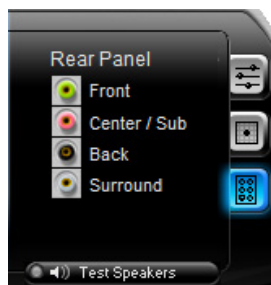 Rear Panel
Front
Center / Sub
Back
Surround
Test Speakers